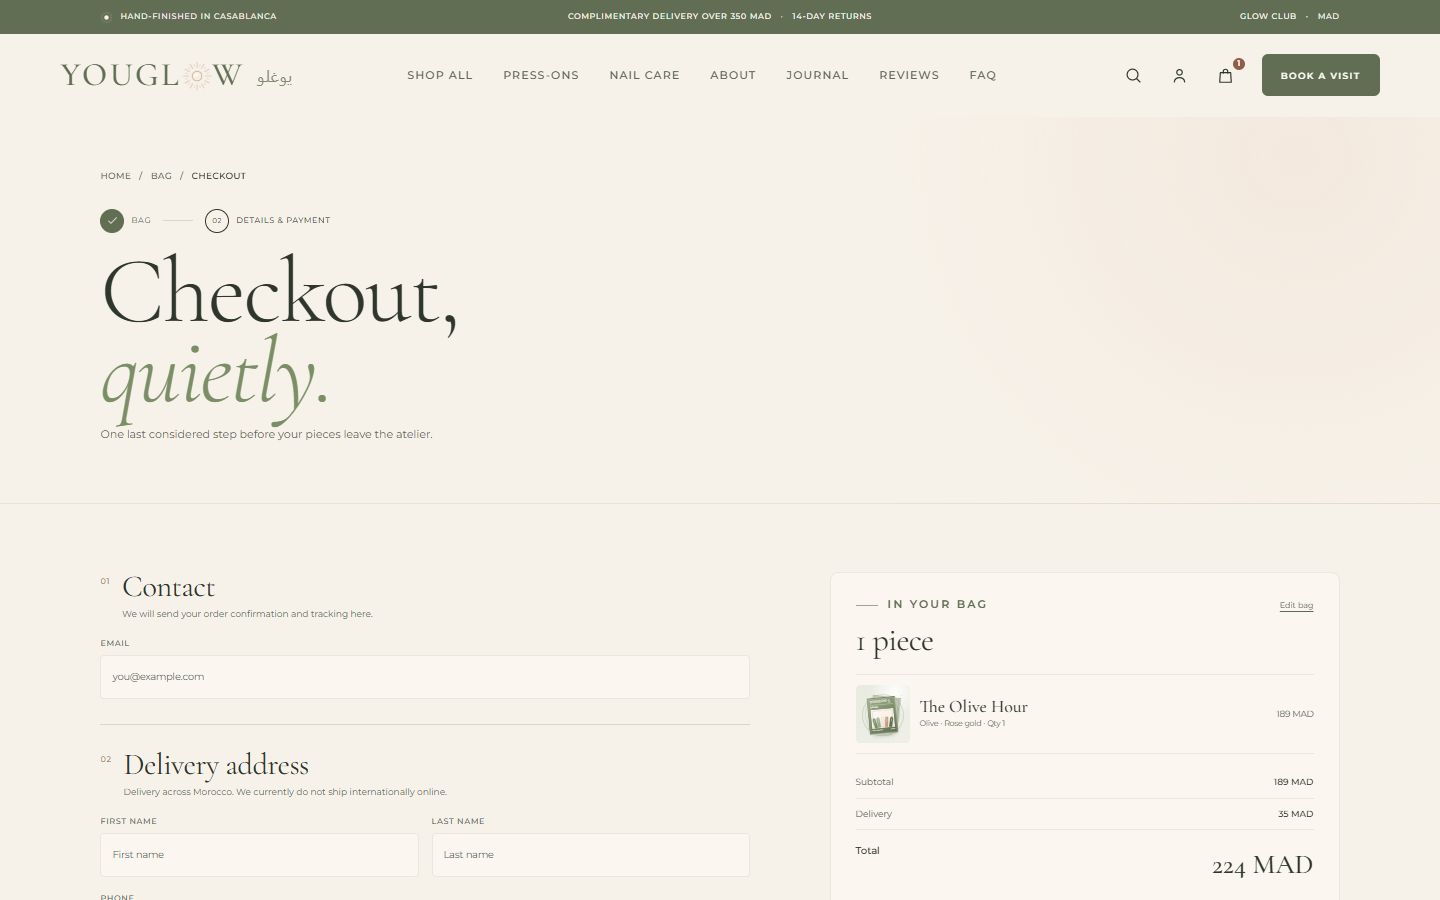 HAND-FINISHED IN CASABLANCA
COMPLIMENTARY DELIVERY OVER 350 MAD · 14-DAY RETURNS
GLOW CLUB · MAD
YOUGLOW يوغلو
SHOP ALL
PRESS-ONS
NAIL CARE
ABOUT
JOURNAL
REVIEWS
FAQ
1
BOOK A VISIT
HOME / BAG / CHECKOUT
BAG
02 DETAILS & PAYMENT
Checkout,
quietly.
One last considered step before your pieces leave the atelier.
01 Contact
We will send your order confirmation and tracking here.
EMAIL
you@example.com
02 Delivery address
Delivery across Morocco. We currently do not ship internationally online.
FIRST NAME
First name
LAST NAME
Last name
PHONE
IN YOUR BAG
Edit bag
1 piece
The Olive Hour
Olive · Rose gold · Qty 1
189 MAD
Subtotal 189 MAD
Delivery 35 MAD
Total 224 MAD